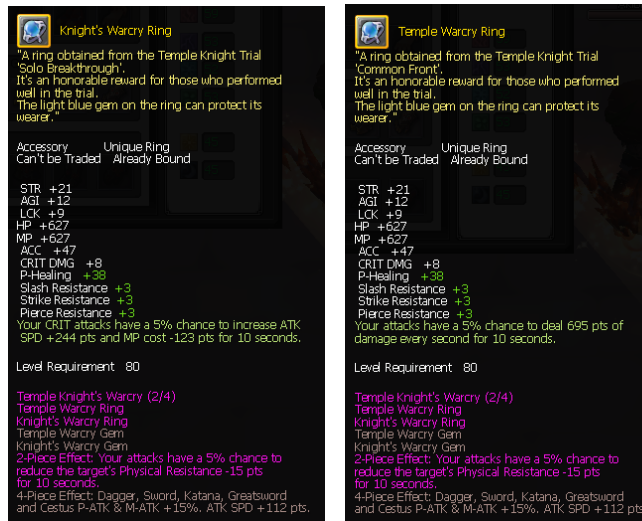 Knight's Warcry Ring
"A ring obtained from the Temple Knight Trial
'Solo Breakthrough'.
It's an honorable reward for those who performed
well in the trial.
The light blue gem on the ring can protect its
wearer."
Accessory Unique Ring
Can't be Traded Already Bound
STR +21
AGI +12
LCK +9
HP +627
MP +627
ACC +47
CRIT DMG +8
P-Healing +38
Slash Resistance +3
Strike Resistance +3
Pierce Resistance +3
Your CRIT attacks have a 5% chance to increase ATK
SPD +244 pts and MP cost -123 pts for 10 seconds.
Level Requirement 80
Temple Knight's Warcry (2/4)
Temple Warcry Ring
Knight's Warcry Ring
Temple Warcry Gem
Knight's Warcry Gem
2-Piece Effect: Your attacks have a 5% chance to
reduce the target's Physical Resistance -15 pts
for 10 seconds.
4-Piece Effect: Dagger, Sword, Katana, Greatsword
and Cestus P-ATK & M-ATK +15%. ATK SPD +112 pts.
Temple Warcry Ring
"A ring obtained from the Temple Knight Trial
'Common Front'.
It's an honorable reward for those who performed
well in the trial.
The light blue gem on the ring can protect its
wearer."
Accessory Unique Ring
Can't be Traded Already Bound
STR +21
AGI +12
LCK +9
HP +627
MP +627
ACC +47
CRIT DMG +8
P-Healing +38
Slash Resistance +3
Strike Resistance +3
Pierce Resistance +3
Your attacks have a 5% chance to deal 695 pts of
damage every second for 10 seconds.
Level Requirement 80
Temple Knight's Warcry (2/4)
Temple Warcry Ring
Knight's Warcry Ring
Temple Warcry Gem
Knight's Warcry Gem
2-Piece Effect: Your attacks have a 5% chance to
reduce the target's Physical Resistance -15 pts
for 10 seconds.
4-Piece Effect: Dagger, Sword, Katana, Greatsword
and Cestus P-ATK & M-ATK +15%. ATK SPD +112 pts.